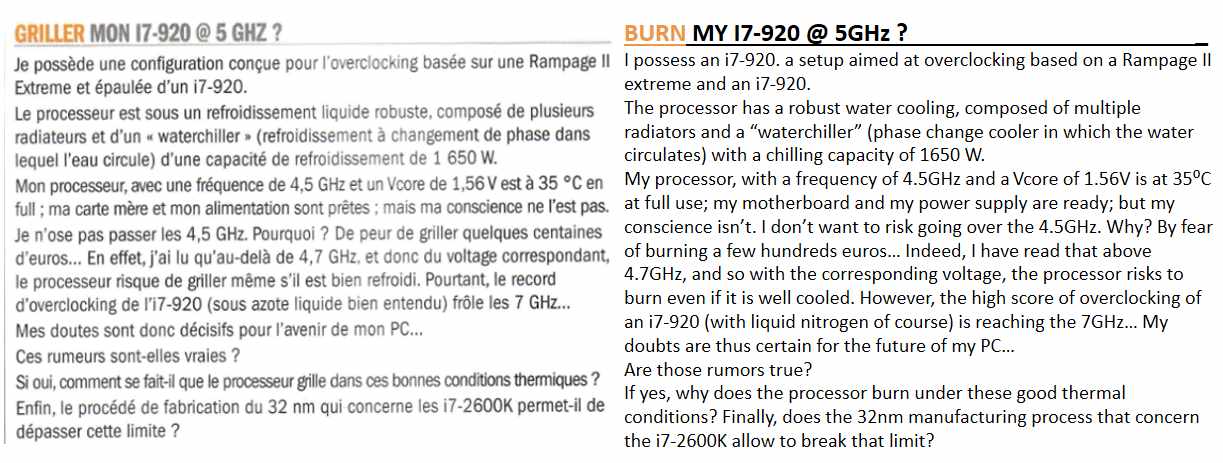 GRILLER MON I7-920 @ 5 GHZ ?
Je possède une configuration conçue pour l'overclocking basée sur une Rampage II
Extreme et épaulée d'un i7-920.
Le processeur est sous un refroidissement liquide robuste, composé de plusieurs
radiateurs et d'un « waterchiller » (refroidissement à changement de phase dans
lequel l'eau circule) d'une capacité de refroidissement de 1 650 W.
Mon processeur, avec une fréquence de 4,5 GHz et un Vcore de 1,56 V est à 35 °C en
full ; ma carte mère et mon alimentation sont prêtes ; mais ma conscience ne l'est pas.
Je n'ose pas passer les 4,5 GHz. Pourquoi ? De peur de griller quelques centaines
d'euros... En effet, j'ai lu qu'au-delà de 4,7 GHz, et donc du voltage correspondant,
le processeur risque de griller même s'il est bien refroidi. Pourtant, le record
d'overclocking de l'i7-920 (sous azote liquide bien entendu) frôle les 7 GHz...
Mes doutes sont donc décisifs pour l'avenir de mon PC...
Ces rumeurs sont-elles vraies ?
Si oui, comment se fait-il que le processeur grille dans ces bonnes conditions thermiques ?
Enfin, le procédé de fabrication du 32 nm qui concerne les i7-2600K permet-il de
dépasser cette limite ?
BURN MY I7-920 @ 5GHz ?
I possess an i7-920. a setup aimed at overclocking based on a Rampage II
extreme and an i7-920.
The processor has a robust water cooling, composed of multiple
radiators and a “waterchiller” (phase change cooler in which the water
circulates) with a chilling capacity of 1650 W.
My processor, with a frequency of 4.5GHz and a Vcore of 1.56V is at 35⁰C
at full use; my motherboard and my power supply are ready; but my
conscience isn’t. I don’t want to risk going over the 4.5GHz. Why? By fear
of burning a few hundreds euros… Indeed, I have read that above
4.7GHz, and so with the corresponding voltage, the processor risks to
burn even if it is well cooled. However, the high score of overclocking of
an i7-920 (with liquid nitrogen of course) is reaching the 7GHz… My
doubts are thus certain for the future of my PC…
Are those rumors true?
If yes, why does the processor burn under these good thermal
conditions? Finally, does the 32nm manufacturing process that concern
the i7-2600K allow to break that limit?